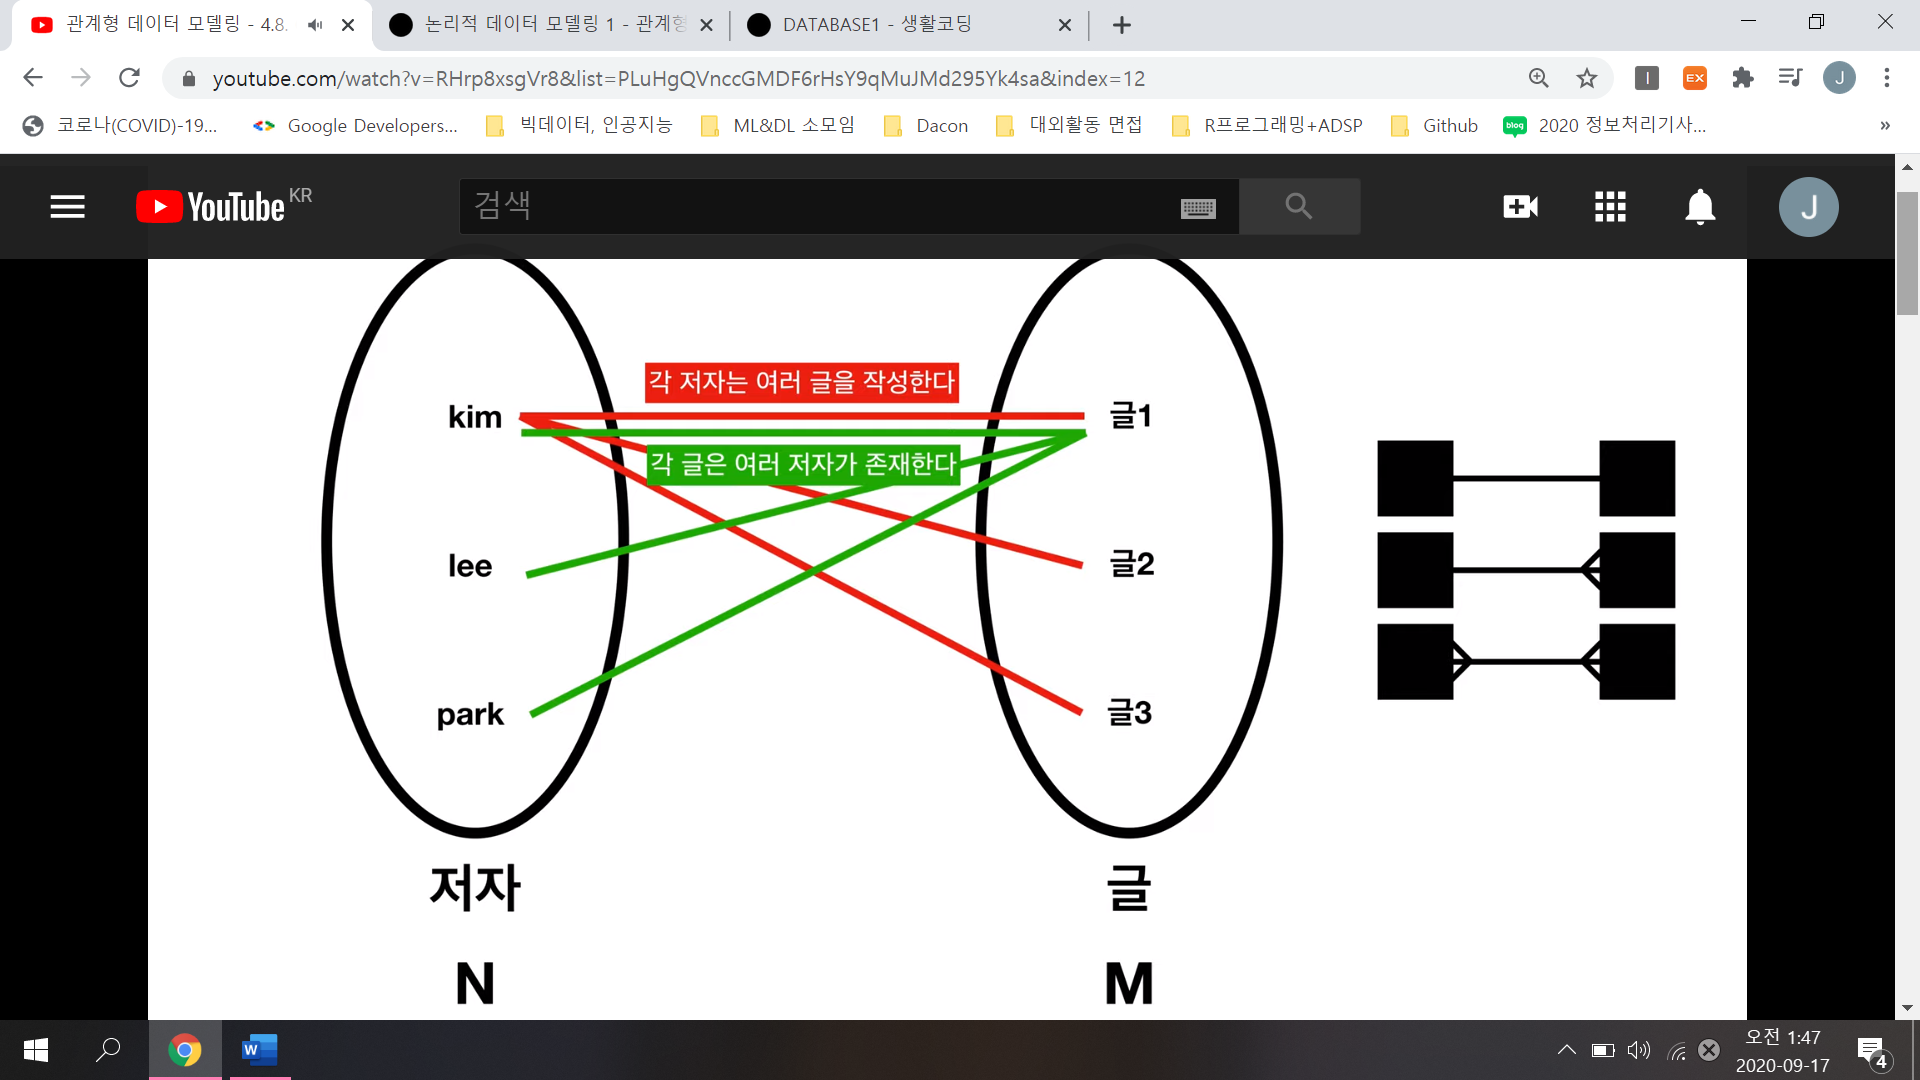 관계형 데이터 모델링 - 4.8.
논리적 데이터 모델링 1 - 관계형
DATABASE1 - 생활코딩
youtube.com/watch?v=RHrp8xsgVr8&list=PLuHgQVnccGMDF6rHsY9qMuJMd295Yk4sa&index=12
I
EX
J
코로나(COVID)-19...
Google Developers...
빅데이터, 인공지능
ML&DL 소모임
Dacon
대외활동 면접
R프로그래밍+ADSP
Github
blog
2020 정보처리기사...
»
YouTube KR
검색
J
각 저자는 여러 글을 작성한다
kim
글1
각 글은 여러 저자가 존재한다
lee
글2
park
글3
저자
글
N
M
W
오전 1:47
2020-09-17
4